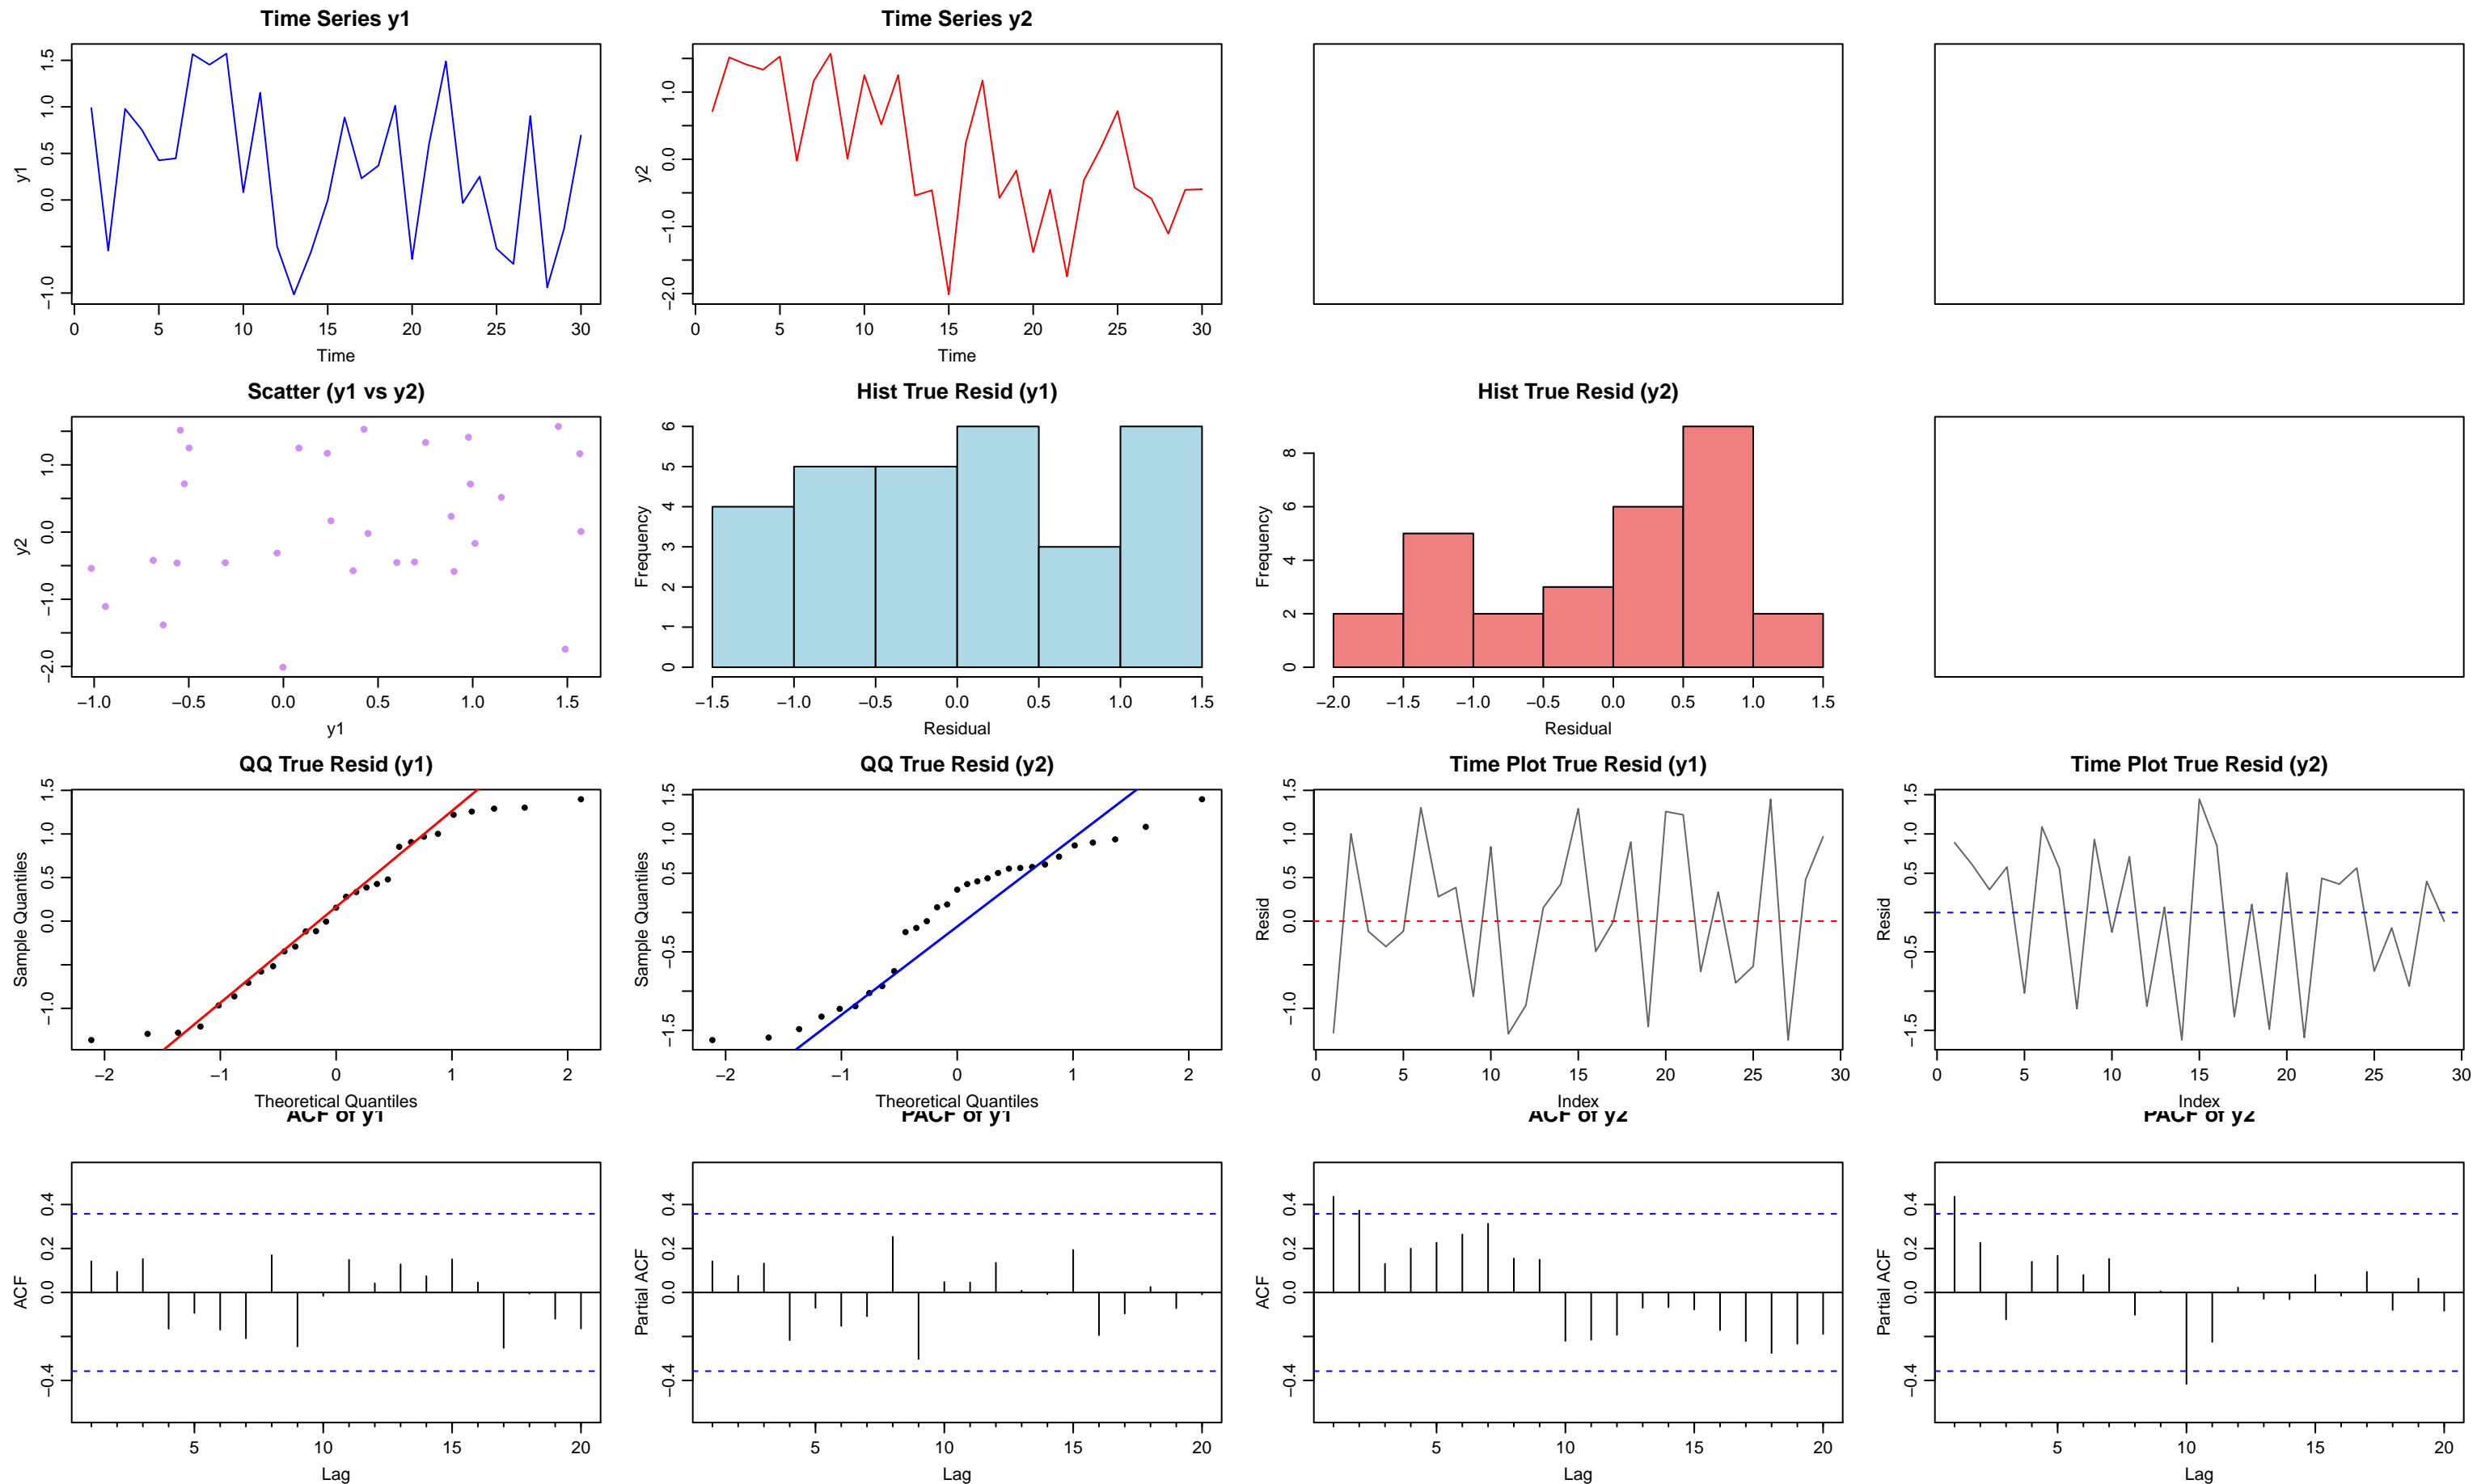 Time Series y1
y1
−1.0 0.0 0.5 1.0 1.5
0 5 10 15 20 25 30
Time
Time Series y2
y2
−2.0 −1.0 0.0 1.0
0 5 10 15 20 25 30
Time
Scatter (y1 vs y2)
y2
−2.0 −1.0 0.0 1.0
−1.0 −0.5 0.0 0.5 1.0 1.5
y1
Hist True Resid (y1)
Frequency
0 1 2 3 4 5 6
−1.5 −1.0 −0.5 0.0 0.5 1.0 1.5
Residual
Hist True Resid (y2)
Frequency
0 2 4 6 8
−2.0 −1.5 −1.0 −0.5 0.0 0.5 1.0 1.5
Residual
QQ True Resid (y1)
Sample Quantiles
−1.0 0.0 0.5 1.0 1.5
−2 −1 0 1 2
Theoretical Quantiles
QQ True Resid (y2)
Sample Quantiles
−1.5 −0.5 0.5 1.5
−2 −1 0 1 2
Theoretical Quantiles
Time Plot True Resid (y1)
Resid
−1.0 0.0 0.5 1.0 1.5
0 5 10 15 20 25 30
Index
Time Plot True Resid (y2)
Resid
−1.5 −0.5 0.5 1.0 1.5
0 5 10 15 20 25 30
Index
ACF of y1
ACF
−0.4 0.0 0.2 0.4
5 10 15 20
Lag
PACF of y1
Partial ACF
−0.4 0.0 0.2 0.4
5 10 15 20
Lag
ACF of y2
ACF
−0.4 0.0 0.2 0.4
5 10 15 20
Lag
PACF of y2
Partial ACF
−0.4 0.0 0.2 0.4
5 10 15 20
Lag